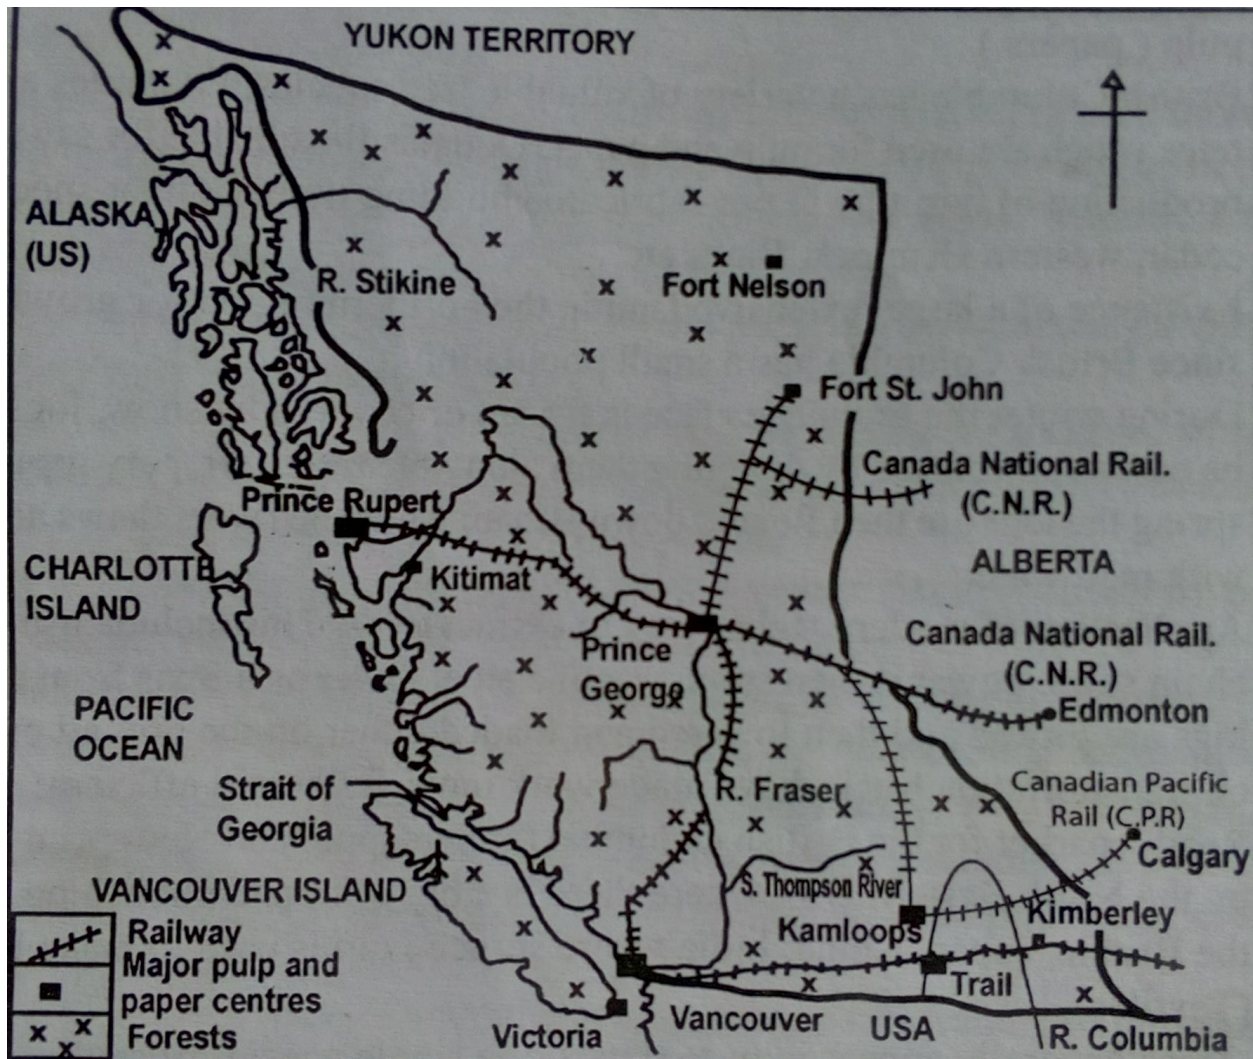 pulp (papers)
YUKON TERRITORY
ALASKA
(US)
R. Stikine
Fort Nelson
Fort St. John
Canada National Rail.
(C.N.R.)
Prince Rupert
ALBERTA
CHARLOTTE
ISLAND
Kitimat
Canada National Rail.
(C.N.R.)
Prince
George
Edmonton
PACIFIC
OCEAN
Strait of
Georgia
R. Fraser
Canadian Pacific
Rail (C.P.R)
Calgary
VANCOUVER ISLAND
S. Thompson River
Kamloops
Kimberley
Railway
Major pulp and
paper centres
Forests
Trail
Victoria
Vancouver
USA
R. Columbia